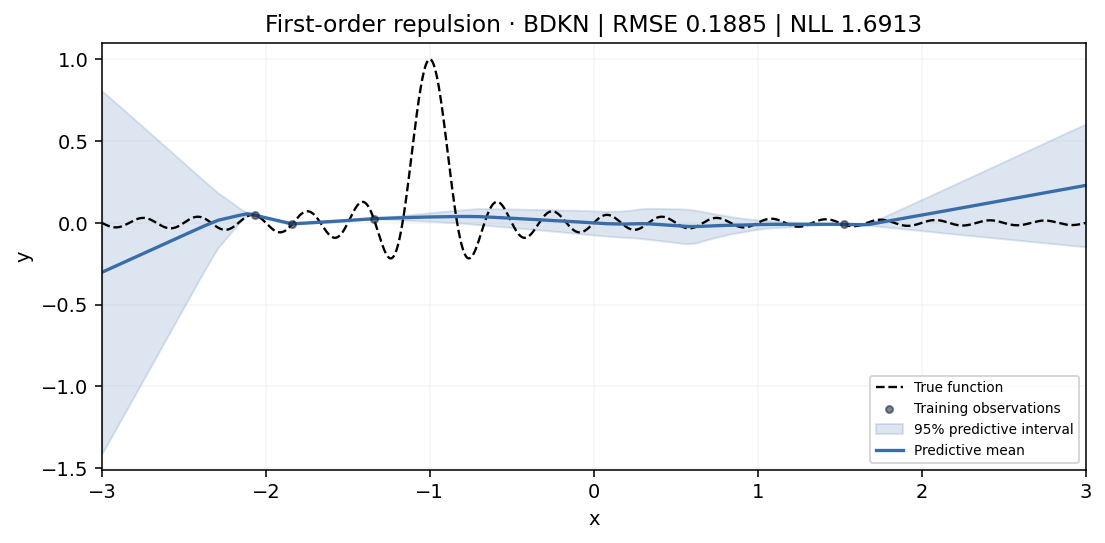 First-order repulsion · BDKN | RMSE 0.1885 | NLL 1.6913
1.0
0.5
0.0
−0.5
−1.0
−1.5
y
−3
−2
−1
0
1
2
3
x
True function
Training observations
95% predictive interval
Predictive mean